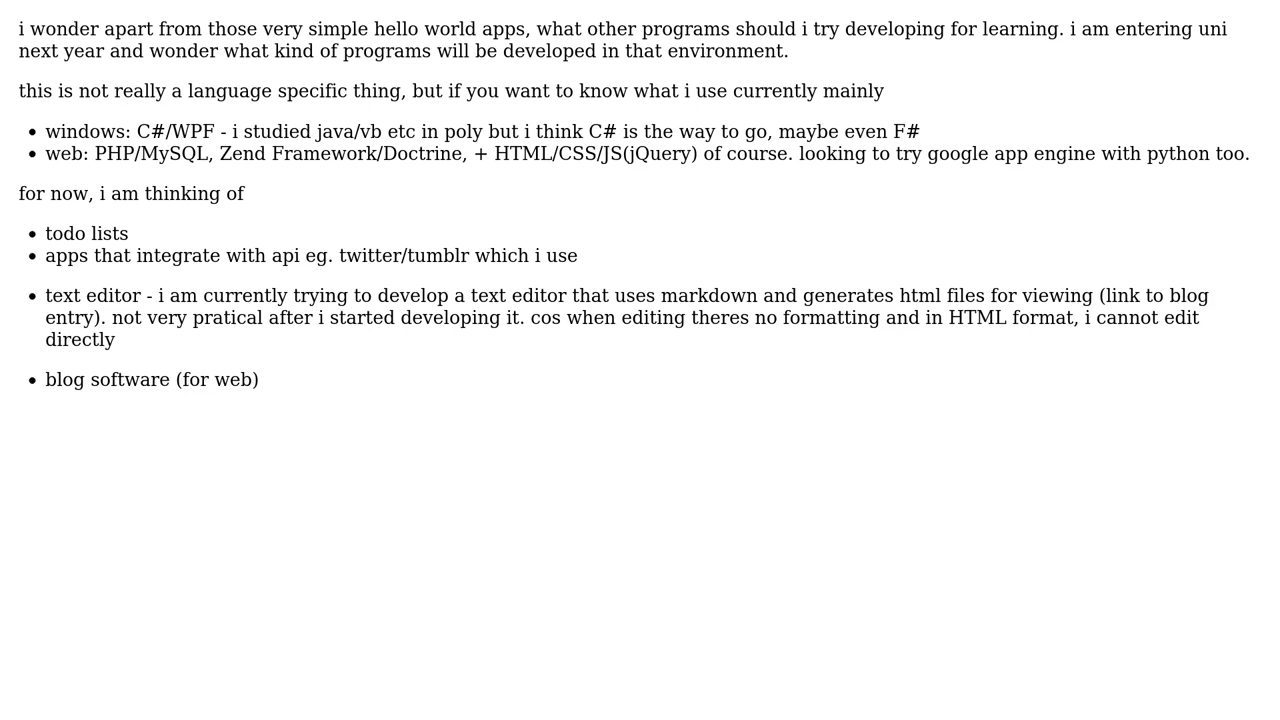 i wonder apart from those very simple hello world apps, what other programs should i try developing for learning. i am entering uni
next year and wonder what kind of programs will be developed in that environment.
this is not really a language specific thing, but if you want to know what i use currently mainly
• windows: C#/WPF - i studied java/vb etc in poly but i think C# is the way to go, maybe even F#
• web: PHP/MySQL, Zend Framework/Doctrine, + HTML/CSS/JS(jQuery) of course. looking to try google app engine with python too.
for now, i am thinking of
• todo lists
• apps that integrate with api eg. twitter/tumblr which i use
• text editor - i am currently trying to develop a text editor that uses markdown and generates html files for viewing (link to blog
entry). not very pratical after i started developing it. cos when editing theres no formatting and in HTML format, i cannot edit
directly
• blog software (for web)